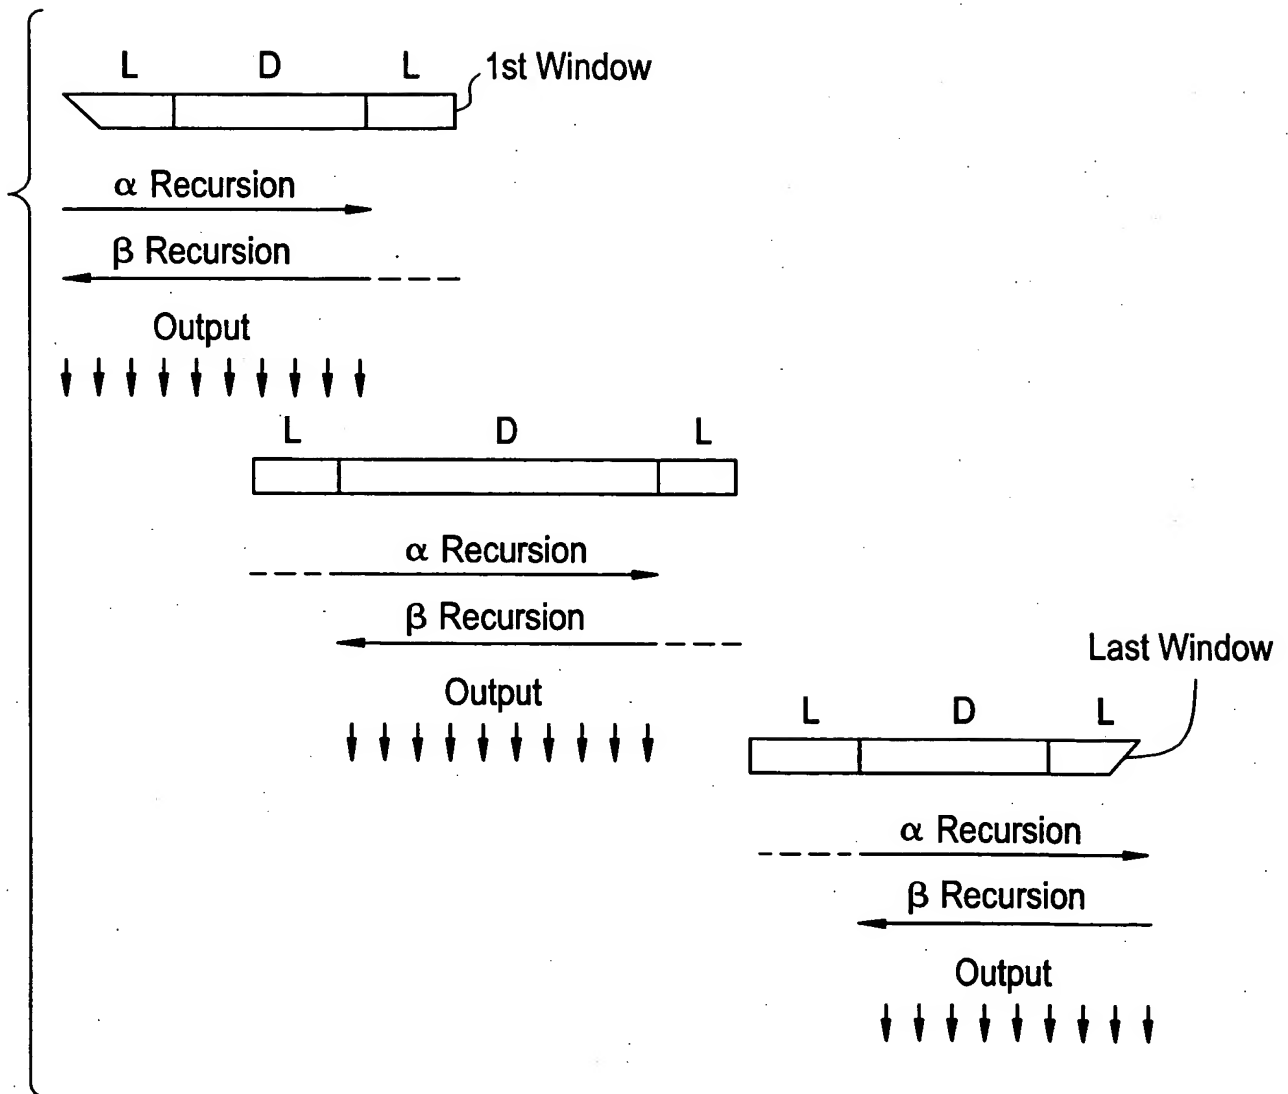 L D L 1st Window
α Recursion
β Recursion
Output
L D L
α Recursion
β Recursion
Last Window
Output
L D L
α Recursion
β Recursion
Output